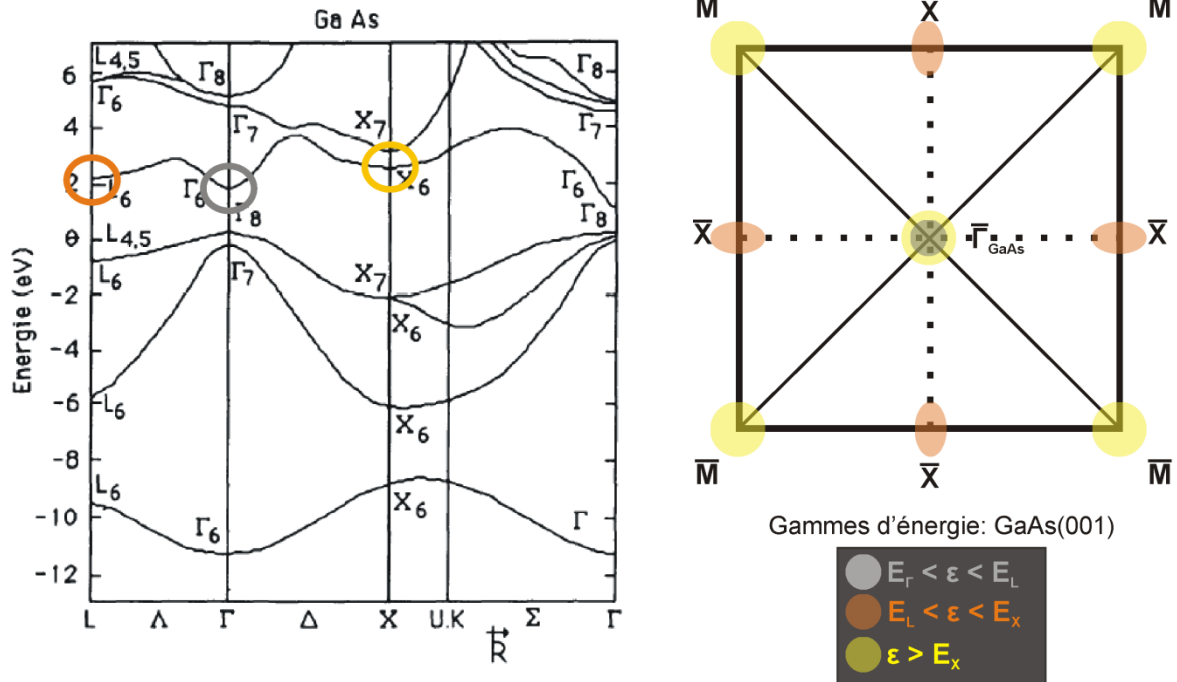 Ga As
Energie (eV)
6
4
2
0
-2
-4
-6
-8
-10
-12
L4,5
Γ6
L6
L4,5
L6
L6
L6
Γ8
Γ7
Γ6
Γ8
Γ7
Γ6
X7
X6
X7
X6
X6
X6
Γ8
Γ7
Γ6
Γ8
Γ
L Λ Γ Δ X U.K Σ Γ
R
M̅ X̅ M̅
X̅ Γ̅GaAs X̅
M̅ X̅ M̅
Gammes d'énergie: GaAs(001)
EΓ < ε < EL
EL < ε < EX
ε > EX